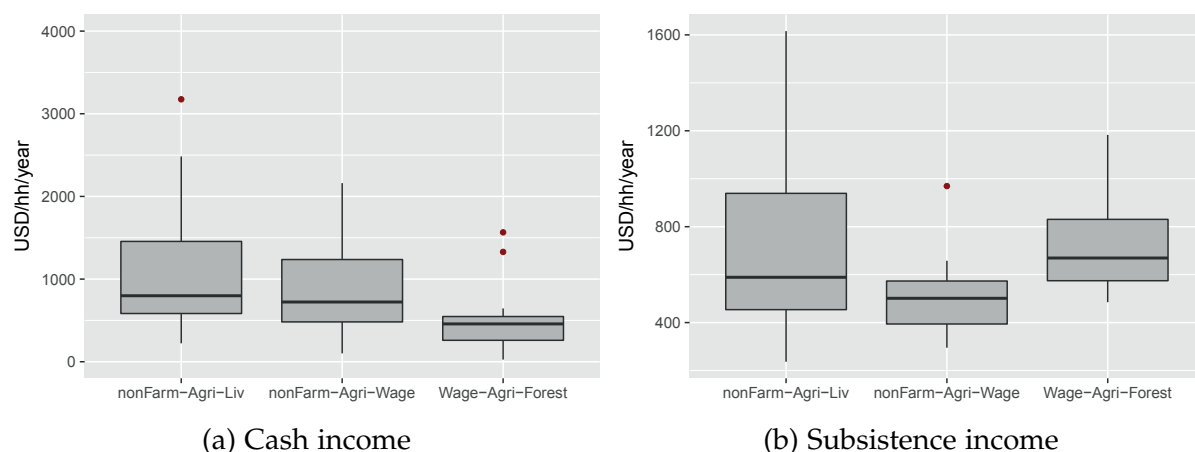 4000
3000
2000
1000
0
USD/hh/year
nonFarm-Agri-Liv nonFarm-Agri-Wage Wage-Agri-Forest
(a) Cash income
1600
1200
800
400
USD/hh/year
nonFarm-Agri-Liv nonFarm-Agri-Wage Wage-Agri-Forest
(b) Subsistence income